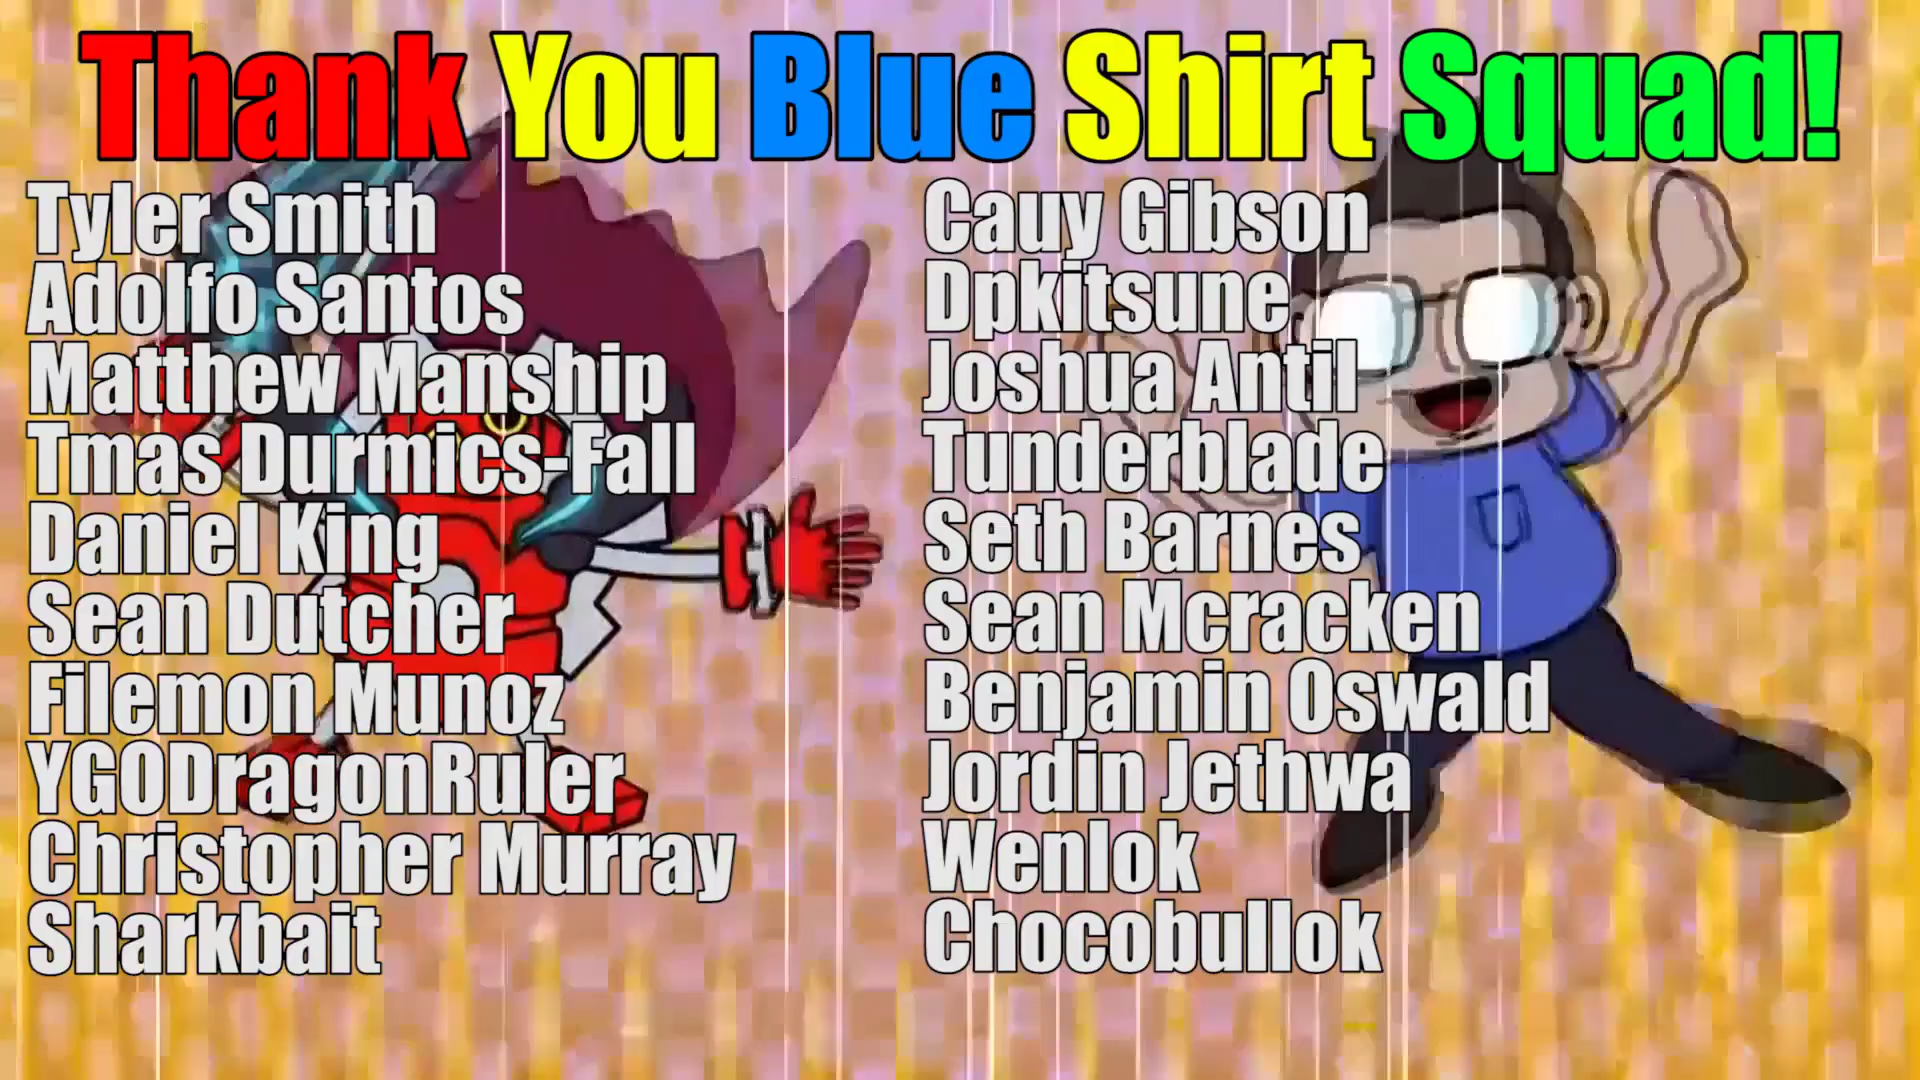 Thank You Blue Shirt Squad!
Tyler Smith
Adolfo Santos
Matthew Manship
Tmas Durmics-Fall
Daniel King
Sean Dutcher
Filemon Munoz
YGODragonRuler
Christopher Murray
Sharkbait
Cauy Gibson
Dpkitsune
Joshua Antil
Tunderblade
Seth Barnes
Sean Mcracken
Benjamin Oswald
Jordin Jethwa
Wenlok
Chocobullok